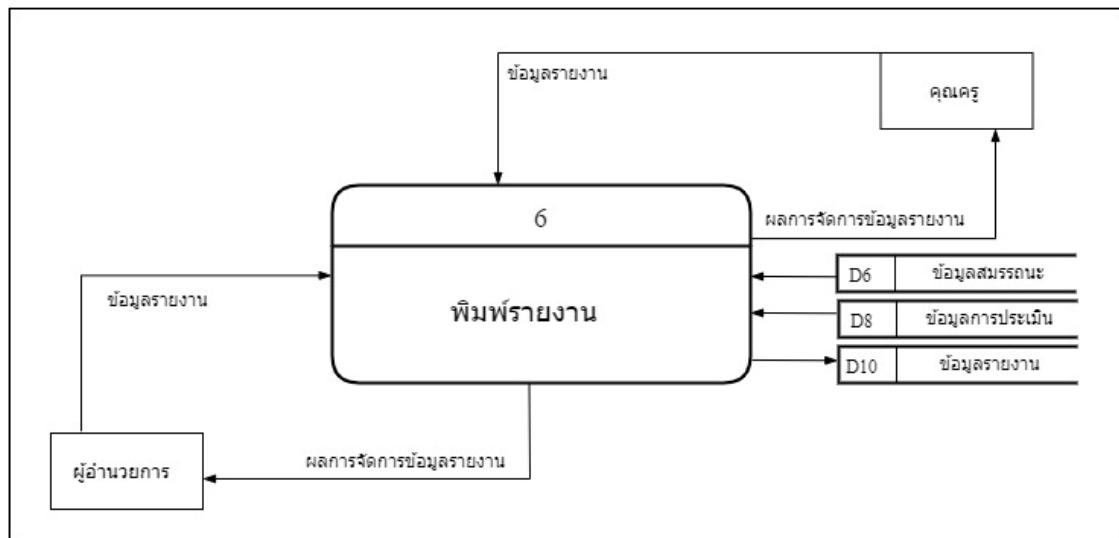 ข้อมูลรายงาน
คุณครู
6
ผลการจัดการข้อมูลรายงาน
D6 ข้อมูลสมรรถนะ
ข้อมูลรายงาน
พิมพ์รายงาน
D8 ข้อมูลการประเมิน
D10 ข้อมูลรายงาน
ผู้อำนวยการ
ผลการจัดการข้อมูลรายงาน